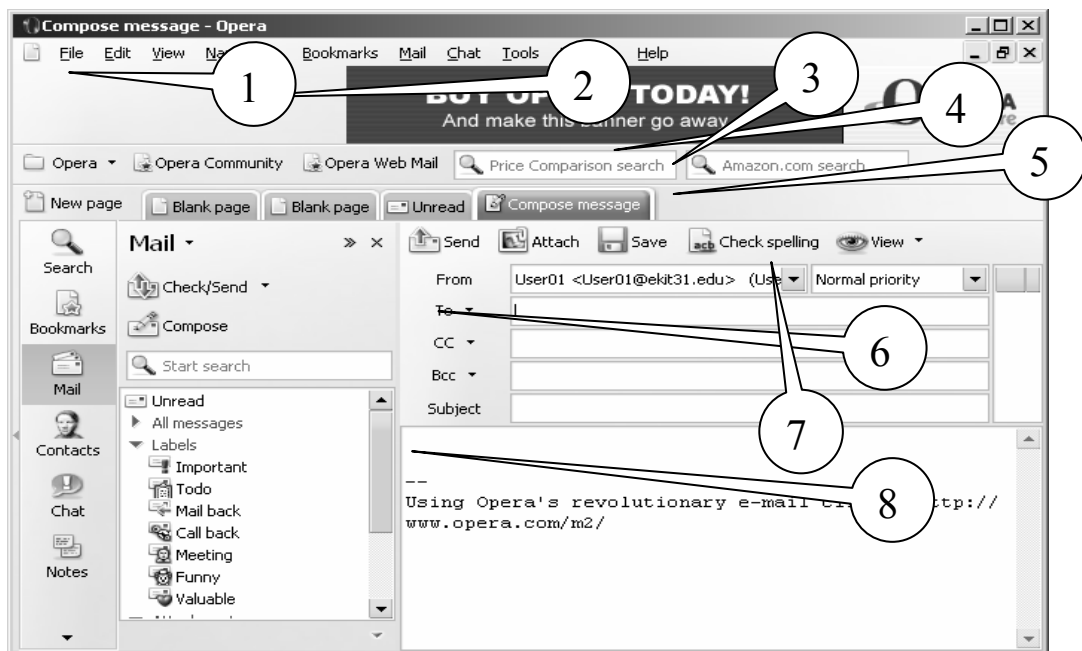 Compose message - Opera
File Edit View Bookmarks Mail Chat Tools Help
1
2
3
4
5
TODAY!
And make this banner go away
Opera Opera Community Opera Web Mail Price Comparison search Amazon.com search
New page Blank page Blank page Unread Compose message
Search
Bookmarks
Mail
Contacts
Chat
Notes
Mail
Check/Send
Compose
Start search
Unread
All messages
Labels
Important
Todo
Mail back
Call back
Meeting
Funny
Valuable
Send Attach Save Check spelling View
From User01 <User01@ekit31.edu> (Use Normal priority
To
CC
Bcc
Subject
6
7
8
--
Using Opera's revolutionary e-mail
www.opera.com/m2/